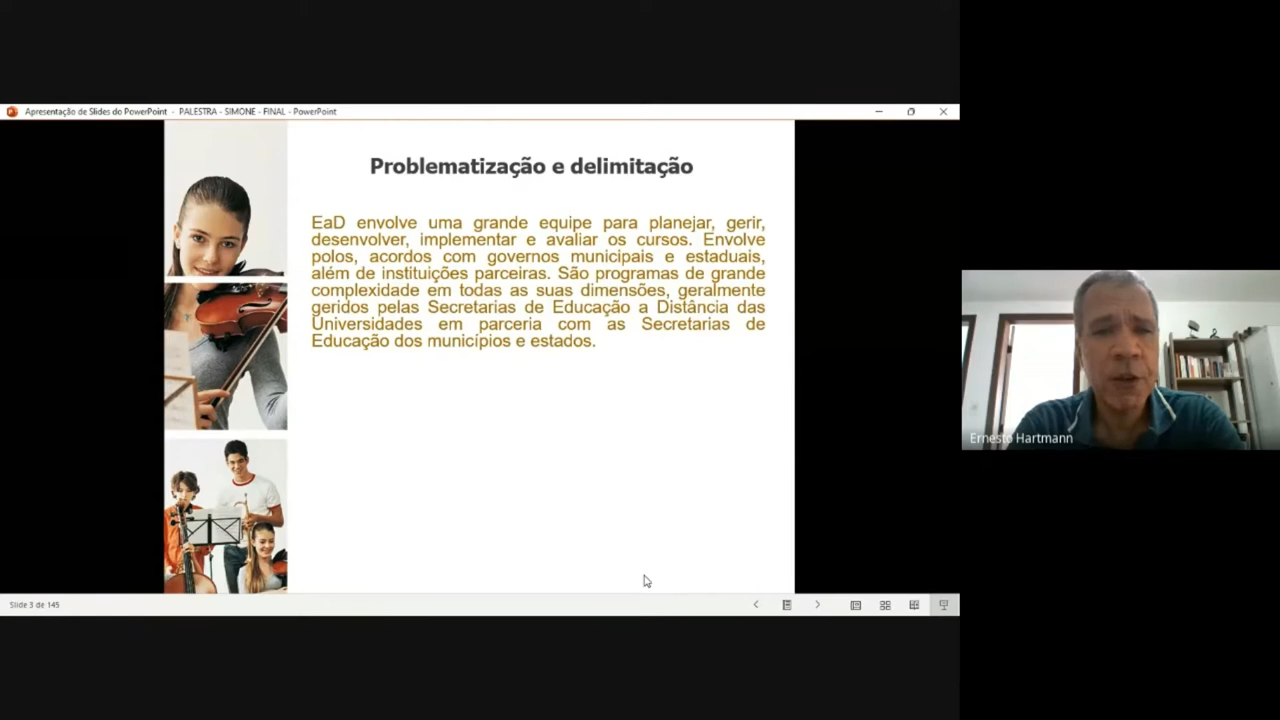 Apresentação de Slides do PowerPoint - PALESTRA - SIMONE - FINAL - PowerPoint
Problematização e delimitação
EaD envolve uma grande equipe para planejar, gerir,
desenvolver, implementar e avaliar os cursos. Envolve
polos, acordos com governos municipais e estaduais,
além de instituições parceiras. São programas de grande
complexidade em todas as suas dimensões, geralmente
geridos pelas Secretarias de Educação a Distância das
Universidades em parceria com as Secretarias de
Educação dos municípios e estados.
Ernesto Hartmann
Slide 3 de 145